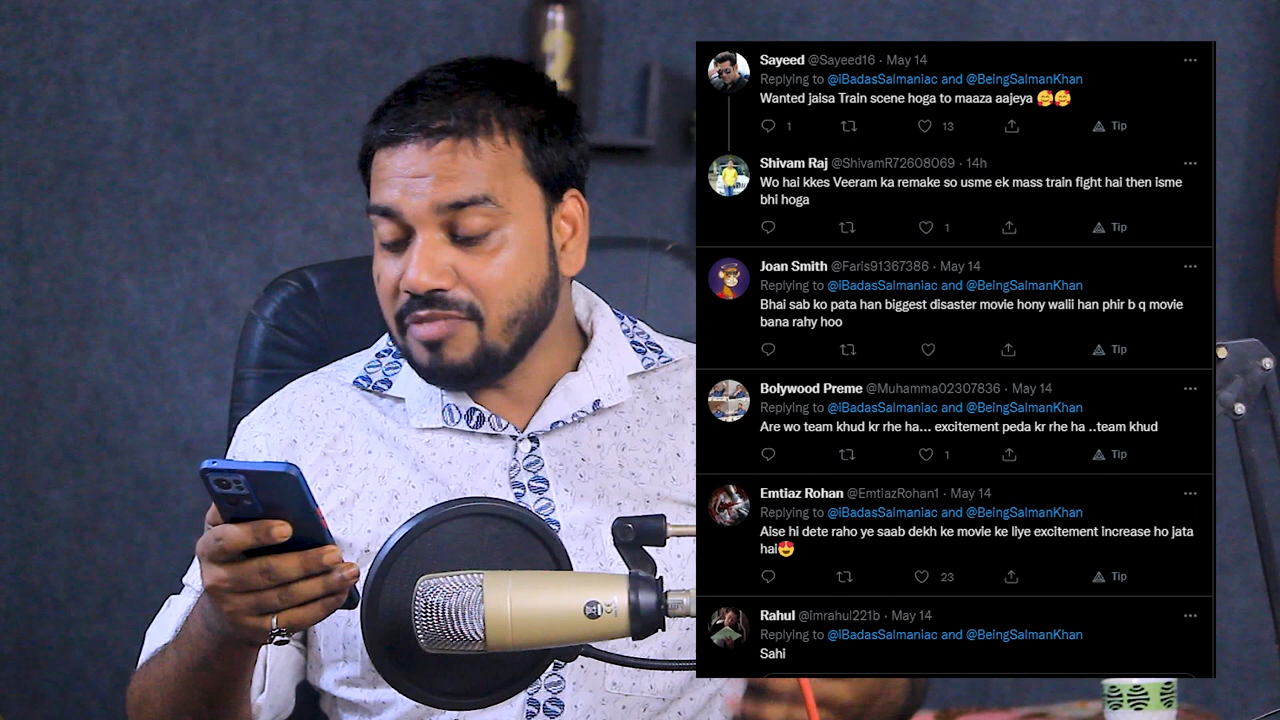 Sayeed @Sayeed16 · May 14
Replying to @IBadasSalmaniac and @BeingSalmanKhan
Wanted jaisa Train scene hoga to maaza aajeya 🥰🥰
1 13 Tip
Shivam Raj @ShivamR72608069 · 14h
Wo hai kkes Veeram ka remake so usme ek mass train fight hai then isme
bhi hoga
1 Tip
Joan Smith @Faris91367386 · May 14
Replying to @IBadasSalmaniac and @BeingSalmanKhan
Bhai sab ko pata han biggest disaster movie hony walii han phir b q movie
bana rahy hoo
Tip
Bolywood Preme @Muhamma02307836 · May 14
Replying to @IBadasSalmaniac and @BeingSalmanKhan
Are wo team khud kr rhe ha... excitement peda kr rhe ha ..team khud
1 Tip
Emtiaz Rohan @EmtiazRohan1 · May 14
Replying to @IBadasSalmaniac and @BeingSalmanKhan
Aise hi dete raho ye saab dekh ke movie ke liye excitement increase ho jata
hai😍
23 Tip
Rahul @imrahul221b · May 14
Replying to @IBadasSalmaniac and @BeingSalmanKhan
Sahi